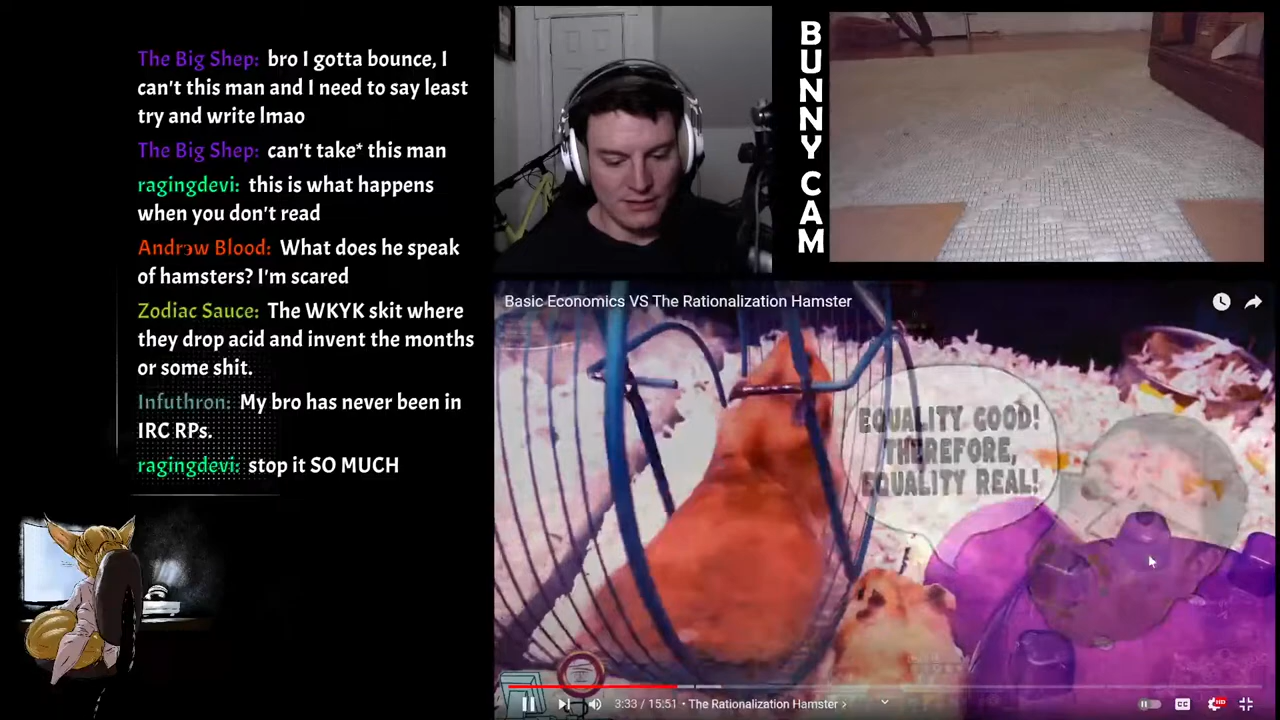 The Big Shep: bro I gotta bounce, I
can't this man and I need to say least
try and write lmao
The Big Shep: can't take* this man
ragingdevi: this is what happens
when you don't read
Andrɘw Blood: What does he speak
of hamsters? I'm scared
Zodiac Sauce: The WKYK skit where
they drop acid and invent the months
or some shit.
Infuthron: My bro has never been in
IRC RPs.
ragingdevi: stop it SO MUCH
BUNNY CAM
Basic Economics VS The Rationalization Hamster
EQUALITY GOOD!
THEREFORE,
EQUALITY REAL!
3:33 / 15:51 • The Rationalization Hamster ›
CC
HD